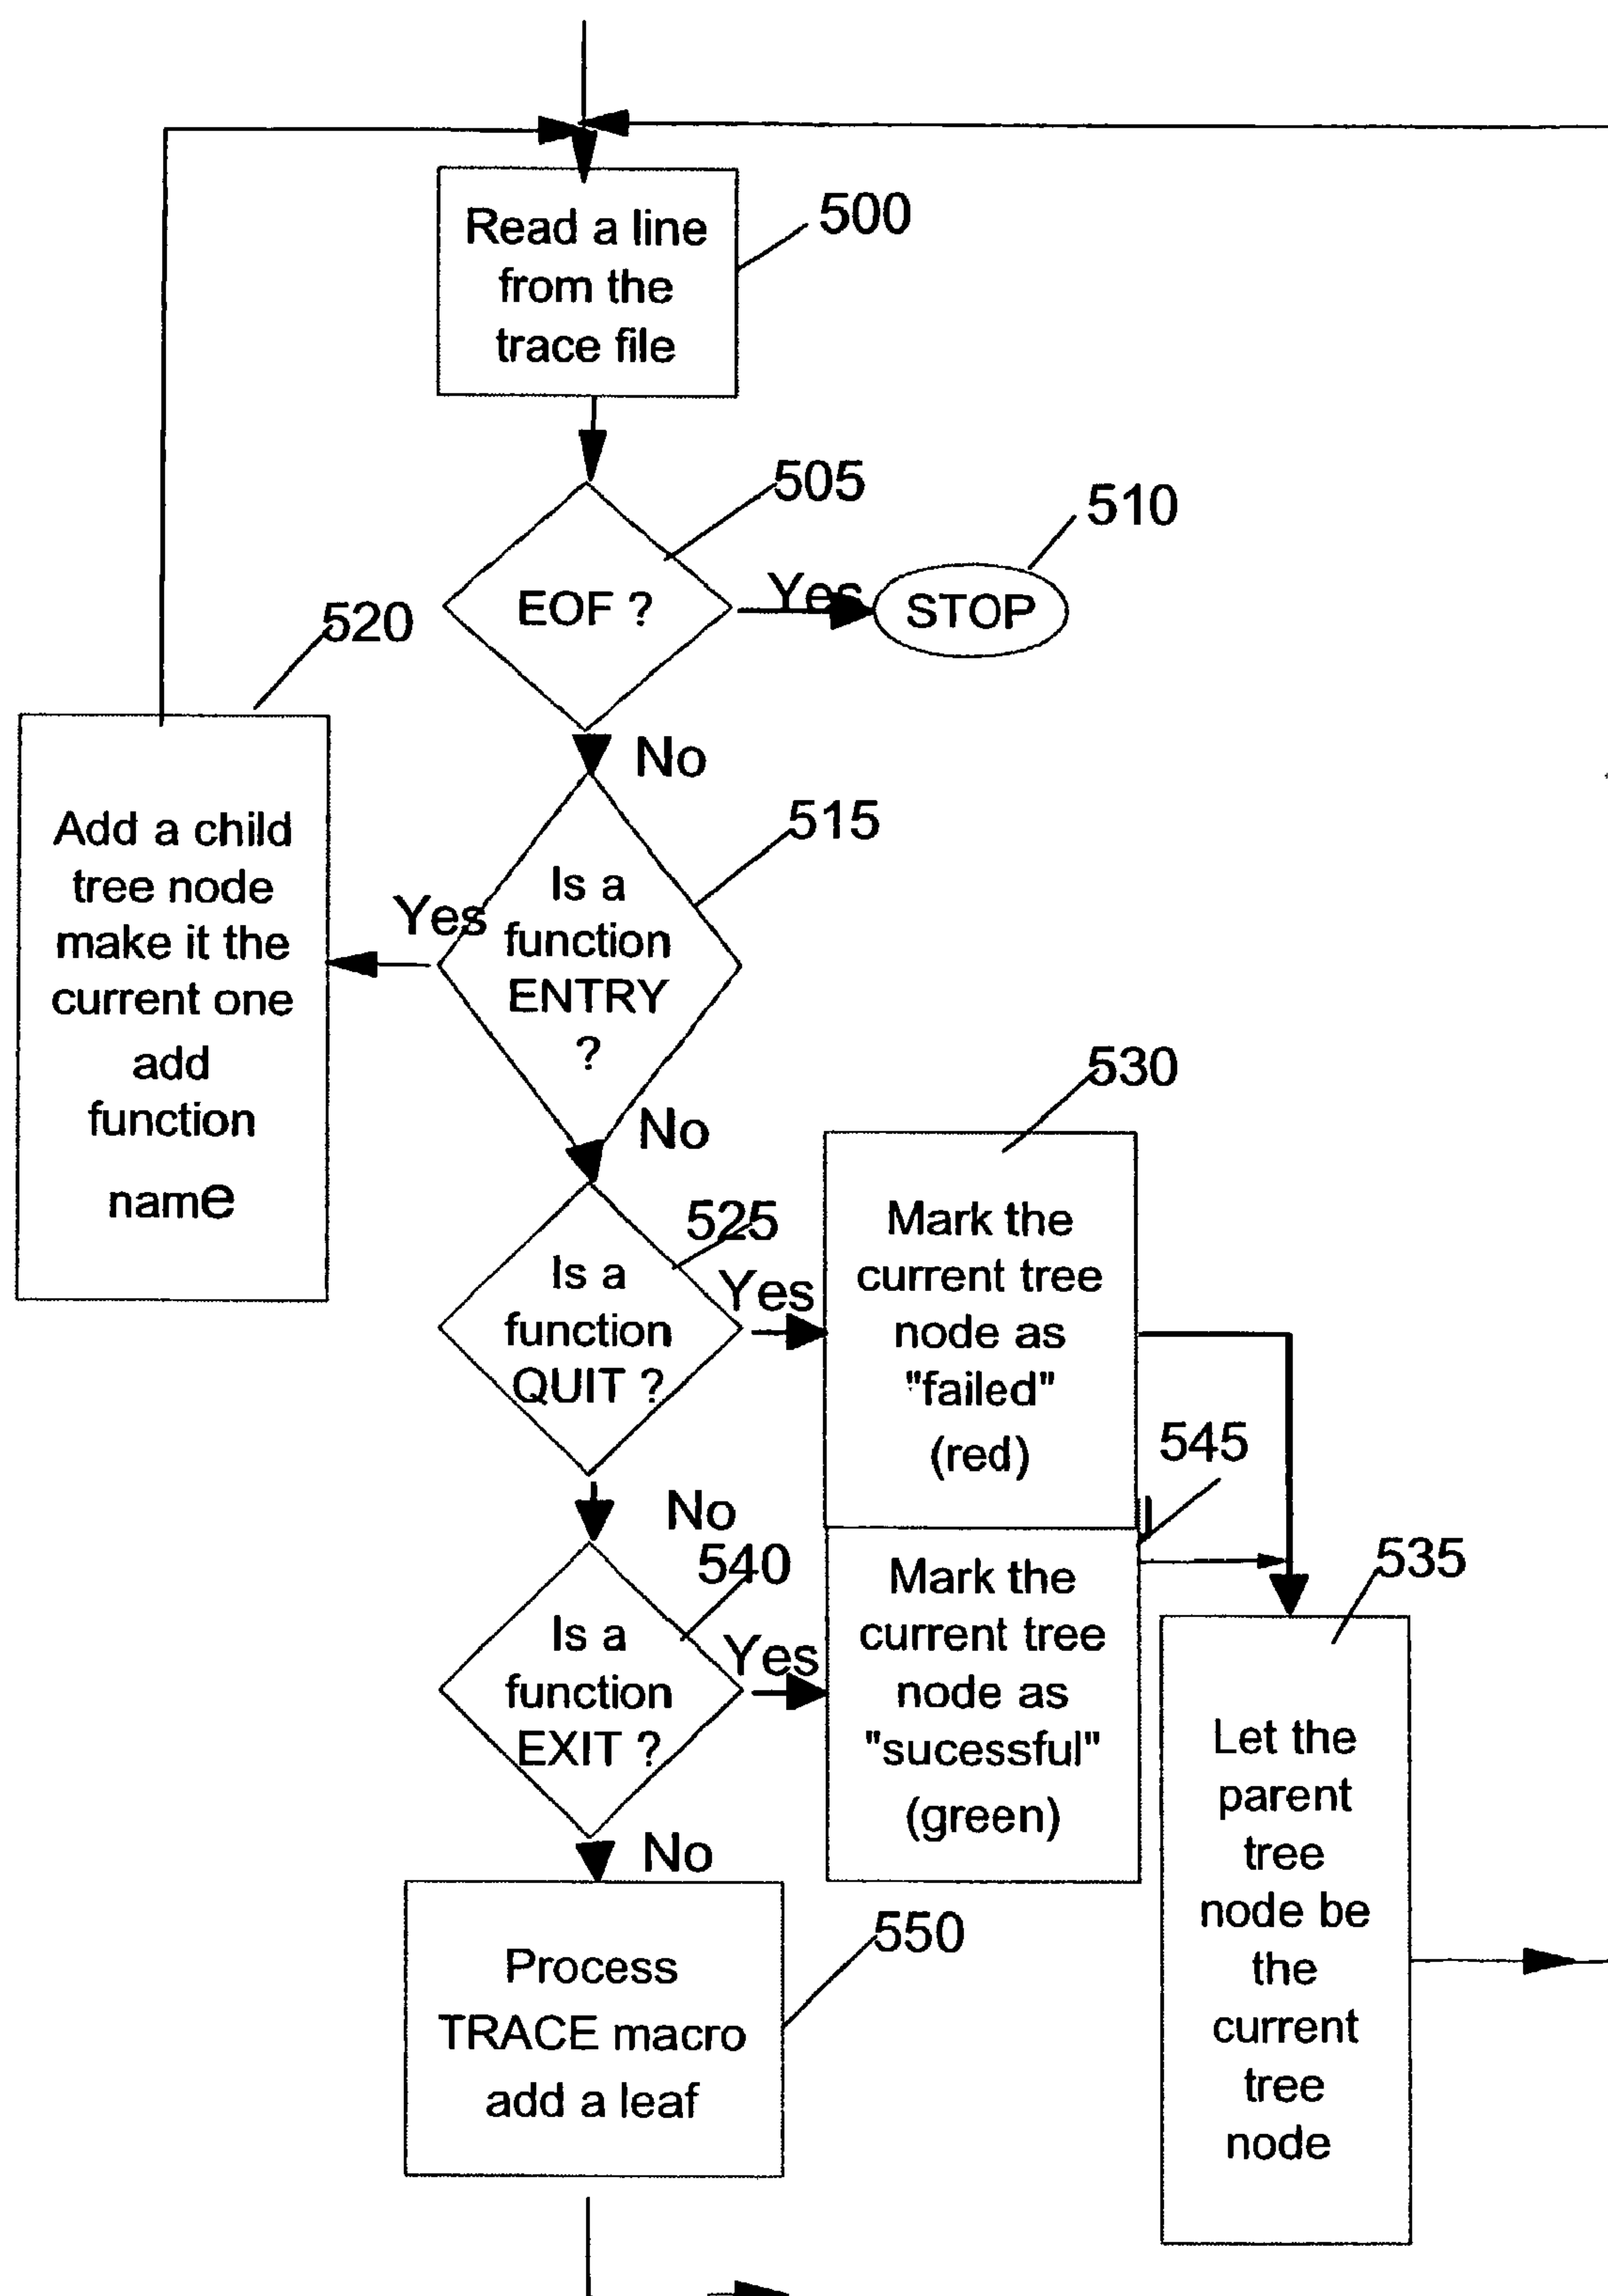 Read a line
from the
trace file
500
EOF ?
505
Yes
STOP
510
No
Is a
function
ENTRY
?
515
Yes
520
Add a child
tree node
make it the
current one
add
function
name
No
Is a
function
QUIT ?
525
Yes
530
Mark the
current tree
node as
"failed"
(red)
No
Is a
function
EXIT ?
540
Yes
545
Mark the
current tree
node as
"sucessful"
(green)
535
Let the
parent
tree
node be
the
current
tree
node
No
Process
TRACE macro
add a leaf
550